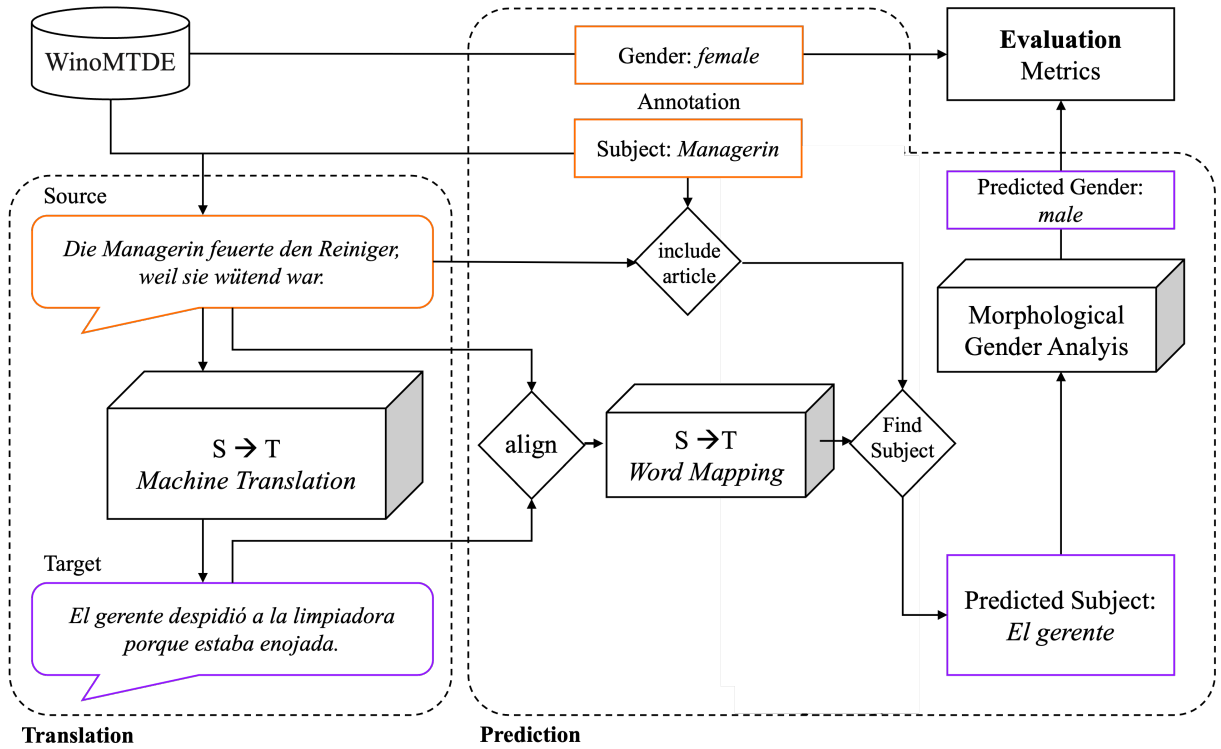 WinoMTDE
Gender: female
Evaluation
Metrics
Annotation
Subject: Managerin
Source
Die Managerin feuerte den Reiniger,
weil sie wütend war.
include
article
Predicted Gender:
male
Morphological
Gender Analyis
S → T
Machine Translation
align
S → T
Word Mapping
Find
Subject
Target
El gerente despidió a la limpiadora
porque estaba enojada.
Predicted Subject:
El gerente
Translation
Prediction